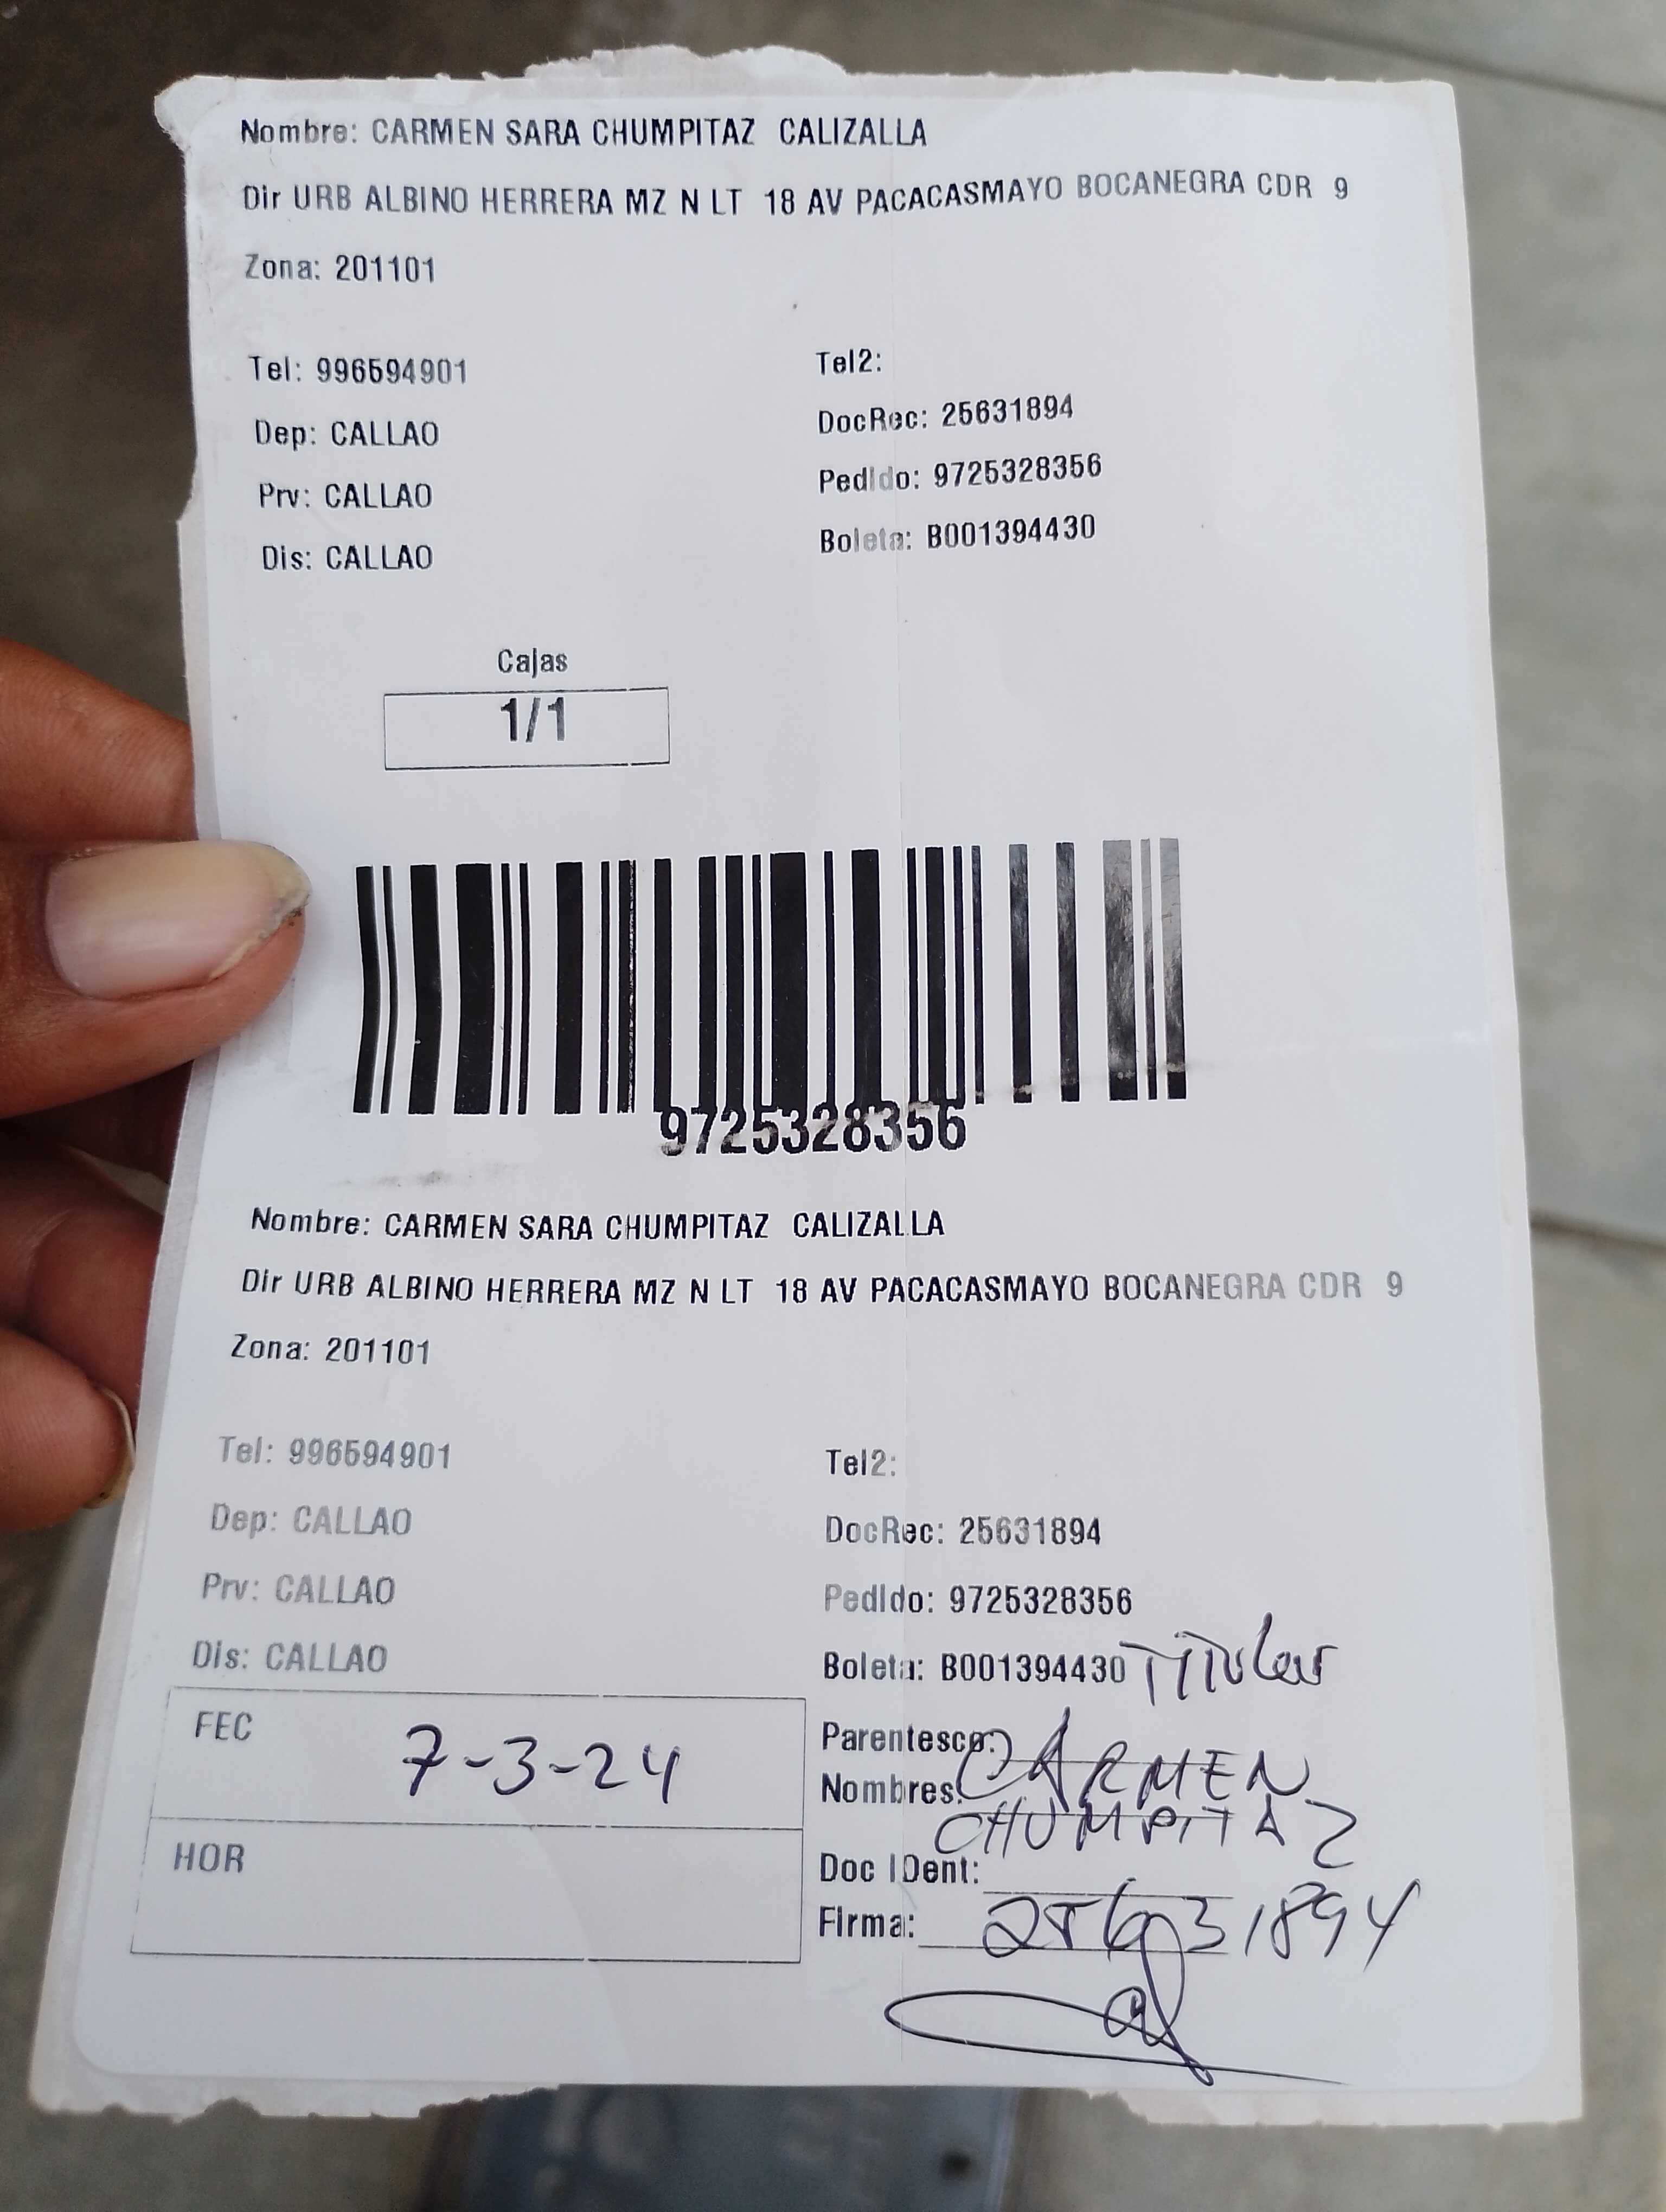 Nombre: CARMEN SARA CHUMPITAZ CALIZALLA
Dir URB ALBINO HERRERA MZ N LT 18 AV PACACASMAYO BOCANEGRA CDR 9
Zona: 201101
Tel: 996594901
Tel2:
DocRec: 25631894
Dep: CALLAO
Pedido: 9725328356
Prv: CALLAO
Boleta: B001394430
Dis: CALLAO
Cajas
1/1
9725328356
Nombre: CARMEN SARA CHUMPITAZ CALIZALLA
Dir URB ALBINO HERRERA MZ N LT 18 AV PACACASMAYO BOCANEGRA CDR 9
Zona: 201101
Tel: 996594901
Tel2:
Dep: CALLAO
DocRec: 25631894
Prv: CALLAO
Pedido: 9725328356
Dis: CALLAO
Boleta: B001394430 TITular
FEC 7-3-24
Parentesco:
Nombres: CARMEN
CHUMPITAZ
HOR
Doc IDent:
Firma: 25631894